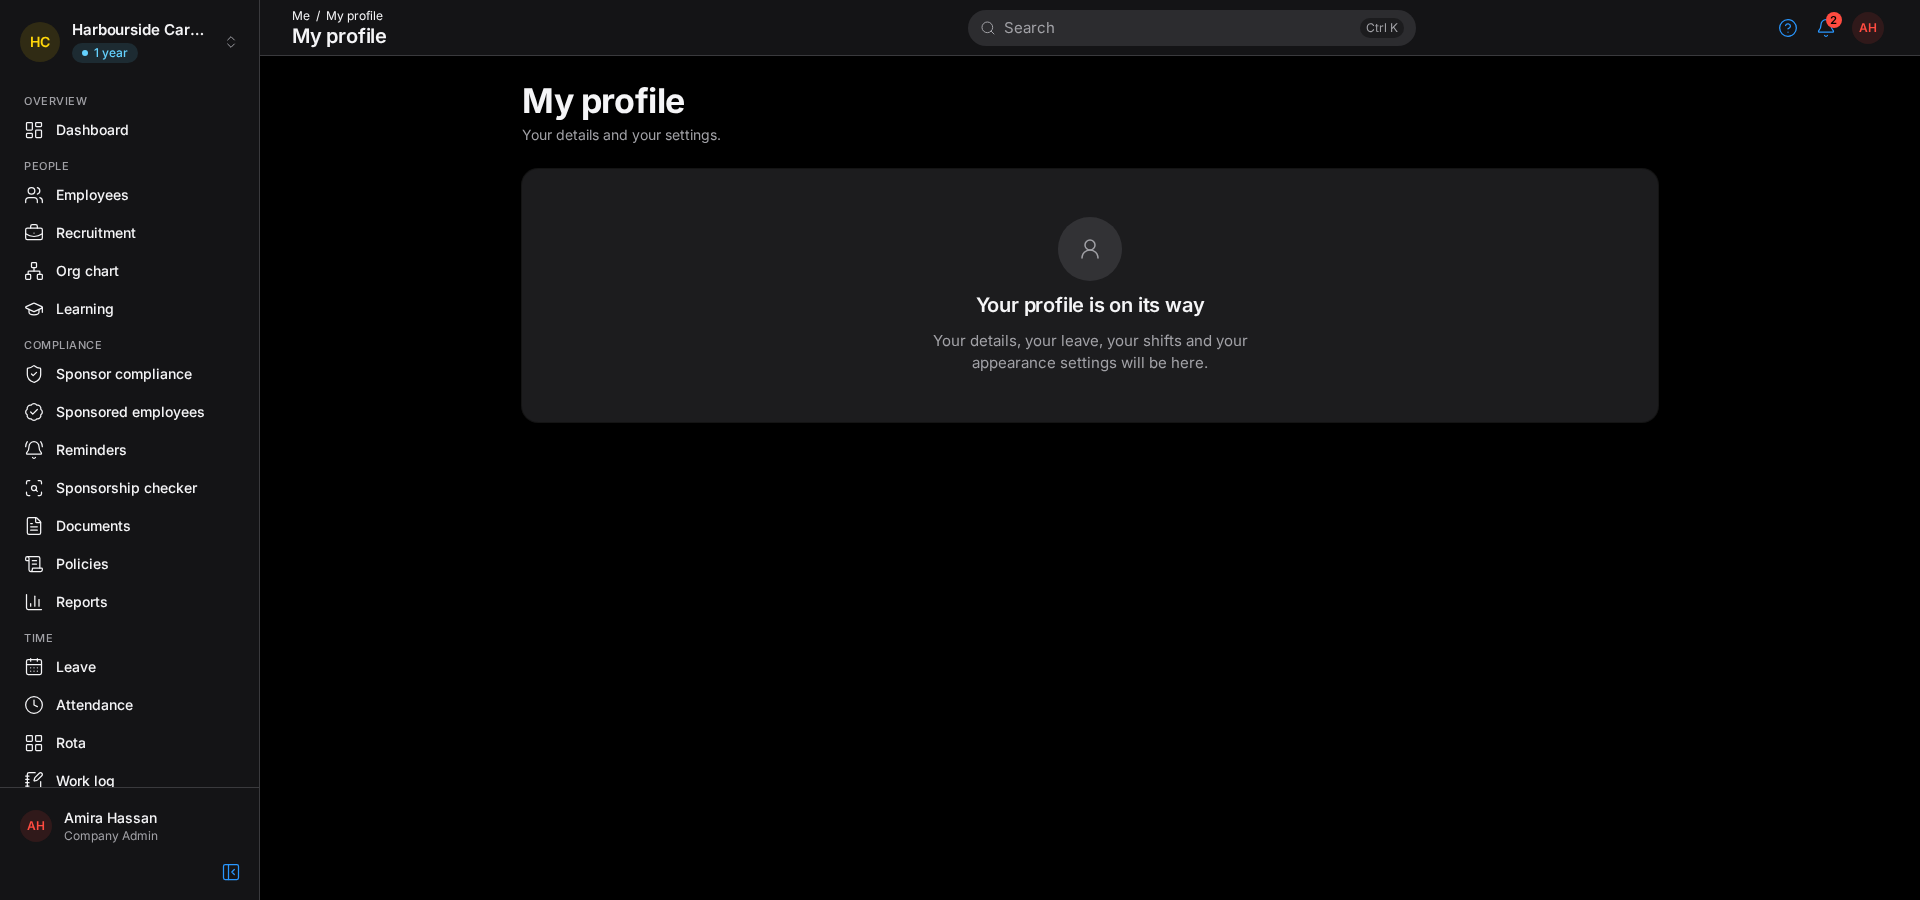 HC
Harbourside Car...
1 year
OVERVIEW
Dashboard
PEOPLE
Employees
Recruitment
Org chart
Learning
COMPLIANCE
Sponsor compliance
Sponsored employees
Reminders
Sponsorship checker
Documents
Policies
Reports
TIME
Leave
Attendance
Rota
Work log
AH
Amira Hassan
Company Admin
Me / My profile
My profile
Search
Ctrl K
2
AH
My profile
Your details and your settings.
Your profile is on its way
Your details, your leave, your shifts and your
appearance settings will be here.